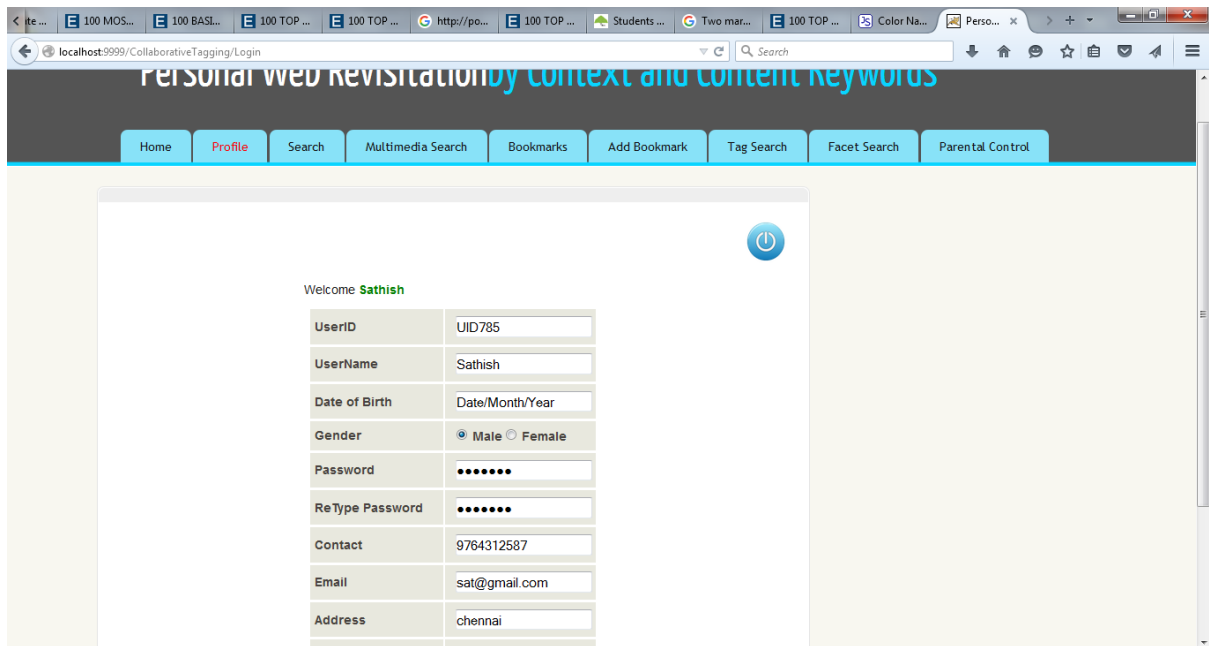 ite ... 100 MOS... 100 BASI... 100 TOP ... 100 TOP ... http://po... 100 TOP ... Students ... Two mar... 100 TOP ... Color Na... Perso...
localhost:9999/CollaborativeTagging/Login Search
Personal Web Revisitationby Context and Content Keywords
Home Profile Search Multimedia Search Bookmarks Add Bookmark Tag Search Facet Search Parental Control
Welcome Sathish
UserID UID785
UserName Sathish
Date of Birth Date/Month/Year
Gender Male Female
Password •••••••
ReType Password •••••••
Contact 9764312587
Email sat@gmail.com
Address chennai